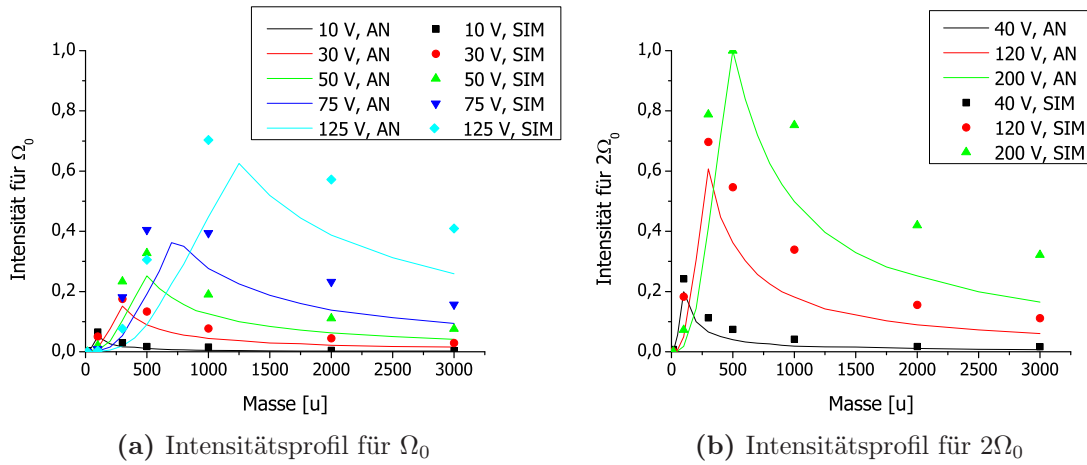 10 V, AN 10 V, SIM
30 V, AN 30 V, SIM
50 V, AN 50 V, SIM
75 V, AN 75 V, SIM
125 V, AN 125 V, SIM
1,0
0,8
0,6
0,4
0,2
0,0
Intensität für Ω₀
0 500 1000 1500 2000 2500 3000
Masse [u]
(a) Intensitätsprofil für Ω₀
40 V, AN
120 V, AN
200 V, AN
40 V, SIM
120 V, SIM
200 V, SIM
1,0
0,8
0,6
0,4
0,2
0,0
Intensität für 2Ω₀
0 500 1000 1500 2000 2500 3000
Masse [u]
(b) Intensitätsprofil für 2Ω₀